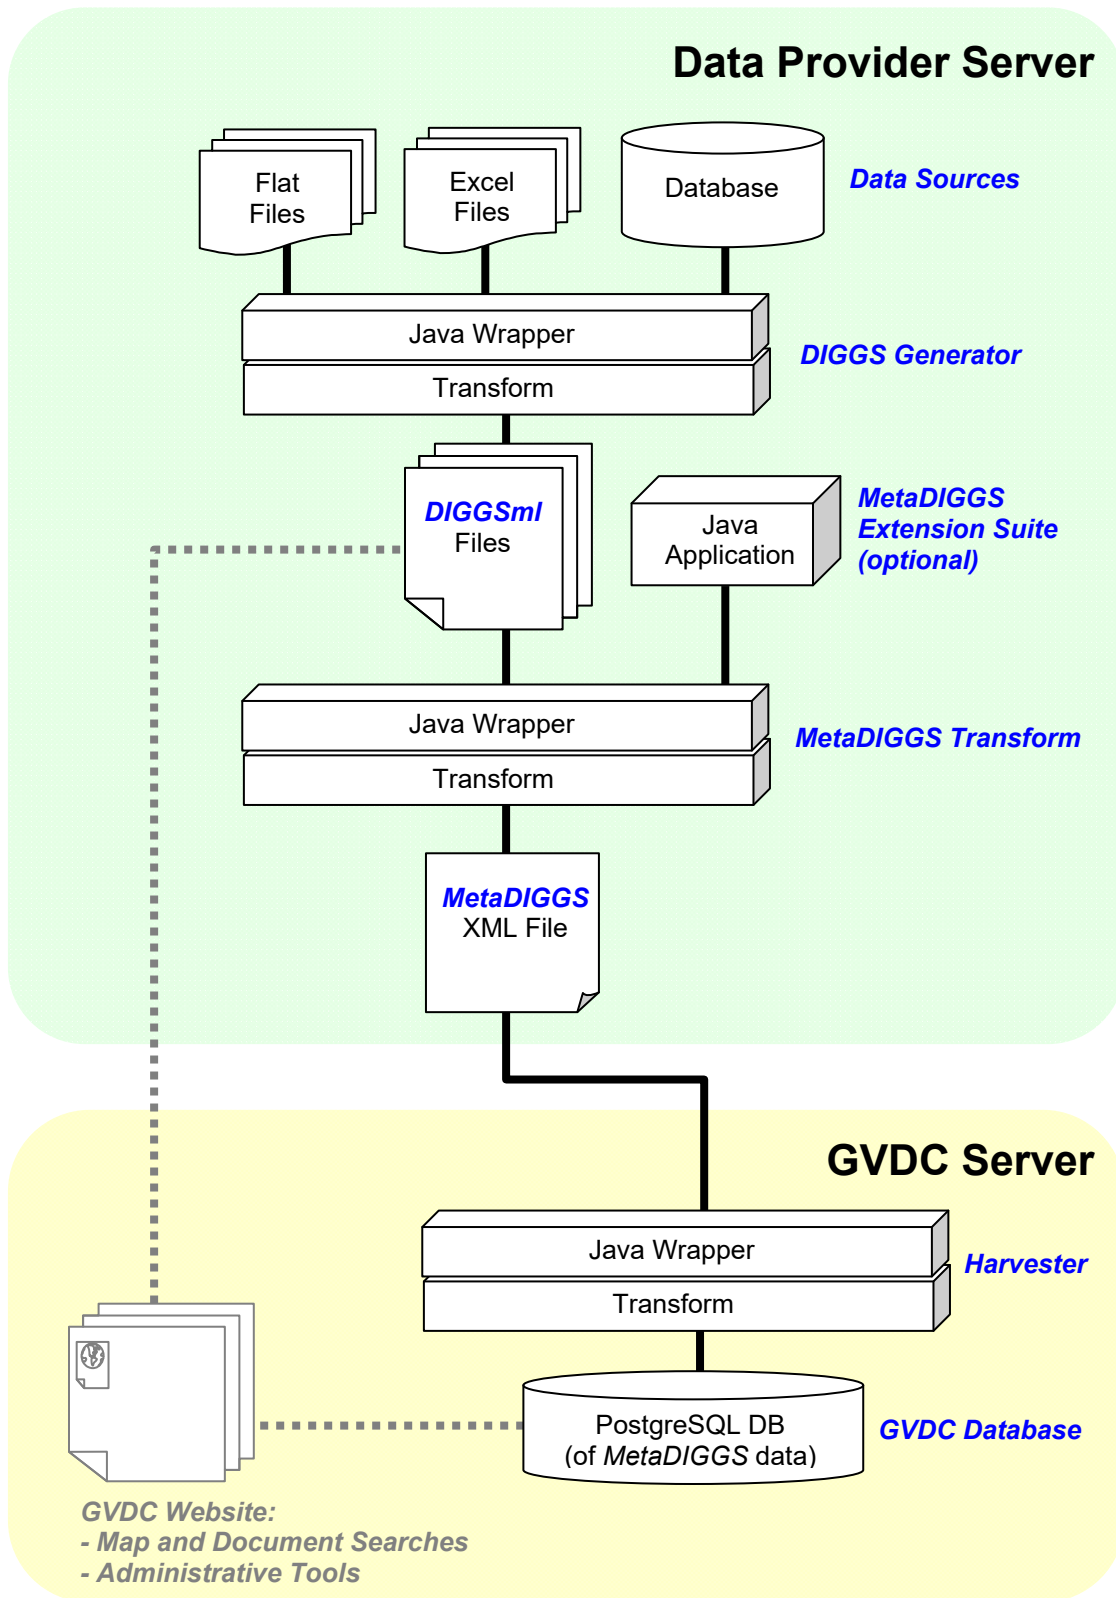 Data Provider Server
Flat
Files
Excel
Files
Database
Data Sources
Java Wrapper
Transform
DIGGS Generator
DIGGSml
Files
Java
Application
MetaDIGGS
Extension Suite
(optional)
Java Wrapper
Transform
MetaDIGGS Transform
MetaDIGGS
XML File
GVDC Server
Java Wrapper
Transform
Harvester
PostgreSQL DB
(of MetaDIGGS data)
GVDC Database
GVDC Website:
- Map and Document Searches
- Administrative Tools